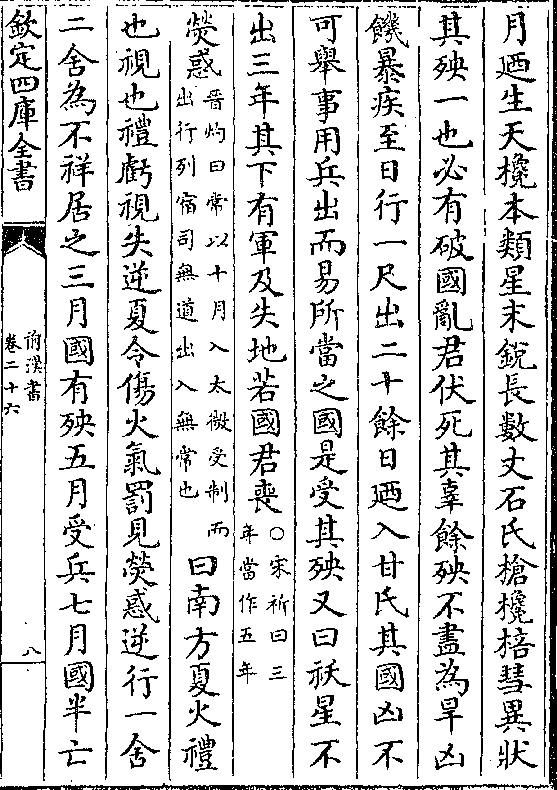 月廼生天欃本類星末銳長數丈石氏槍欃棓彗異狀
其殃一也必有破國亂君伏死其辜餘殃不盡為旱凶
饑暴疾至日行一尺出二十餘日廼入甘氏其國凶不
可舉事用兵出而易所當之國是受其殃又曰祅星不
出三年其下有軍及失地若國君喪○宋祈曰三年當作五年
熒惑晋灼曰常以十月入太微受制而出行列宿司無道出入無常也曰南方夏火禮
也視也禮虧視失逆夏令傷火氣罰見熒惑逆行一舍
二舍為不祥居之三月國有殃五月受兵七月國半亡
欽定四庫全書
前漢書
卷二十六
八